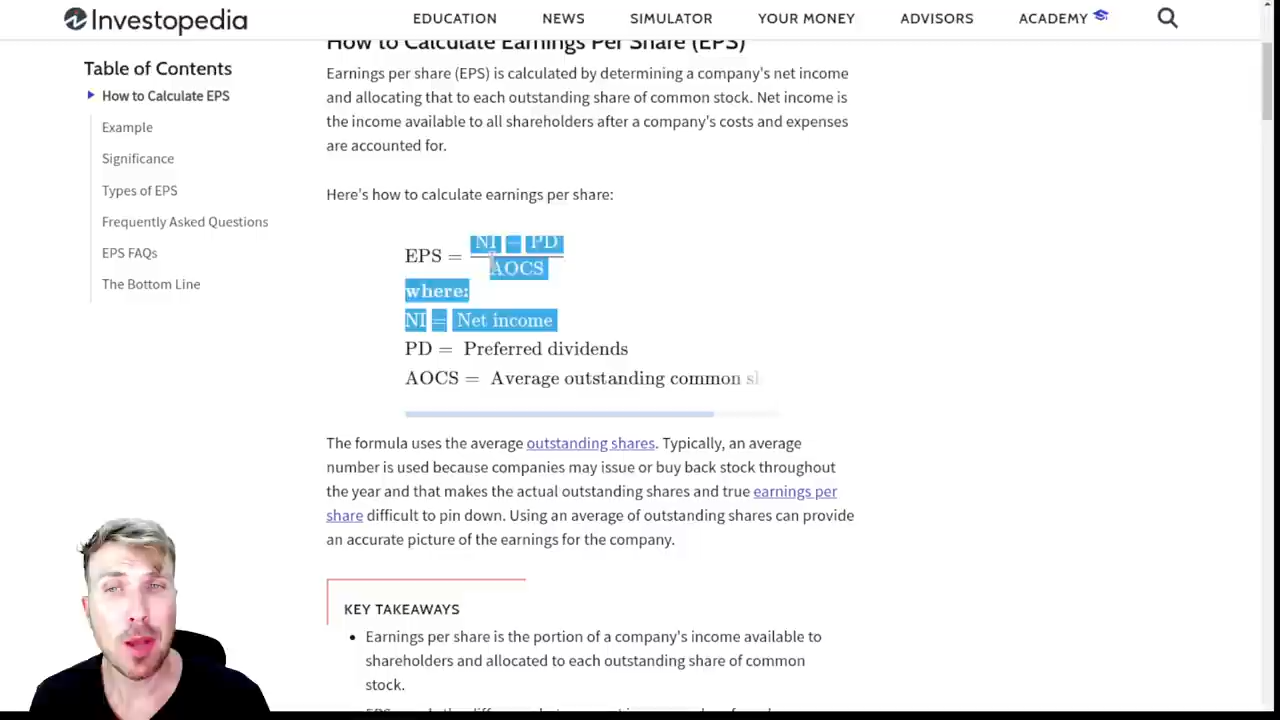 Investopedia
EDUCATION
NEWS
SIMULATOR
YOUR MONEY
ADVISORS
ACADEMY
Table of Contents
How to Calculate EPS
Example
Significance
Types of EPS
Frequently Asked Questions
EPS FAQs
The Bottom Line
How to Calculate Earnings Per Share (EPS)
Earnings per share (EPS) is calculated by determining a company's net income
and allocating that to each outstanding share of common stock. Net income is
the income available to all shareholders after a company's costs and expenses
are accounted for.
Here's how to calculate earnings per share:
NI − PD
EPS =
AOCS
where:
NI = Net income
PD = Preferred dividends
AOCS = Average outstanding common
The formula uses the average outstanding shares. Typically, an average
number is used because companies may issue or buy back stock throughout
the year and that makes the actual outstanding shares and true earnings per
share difficult to pin down. Using an average of outstanding shares can provide
an accurate picture of the earnings for the company.
KEY TAKEAWAYS
• Earnings per share is the portion of a company's income available to
shareholders and allocated to each outstanding share of common
stock.